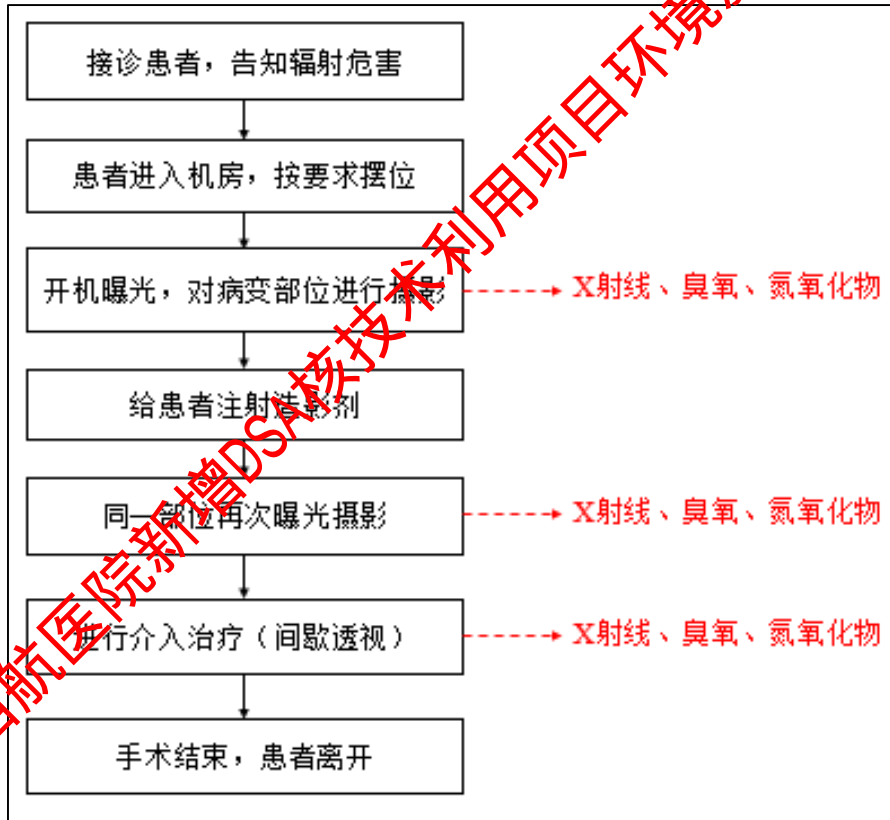 接诊患者，告知辐射危害
患者进入机房，按要求摆位
开机曝光，对病变部位进行摄影
X射线、臭氧、氮氧化物
给患者注射造影剂
同一部位再次曝光摄影
X射线、臭氧、氮氧化物
进行介入治疗（间歇透视）
X射线、臭氧、氮氧化物
手术结束，患者离开
航医院新增DSA核技术利用项目环境